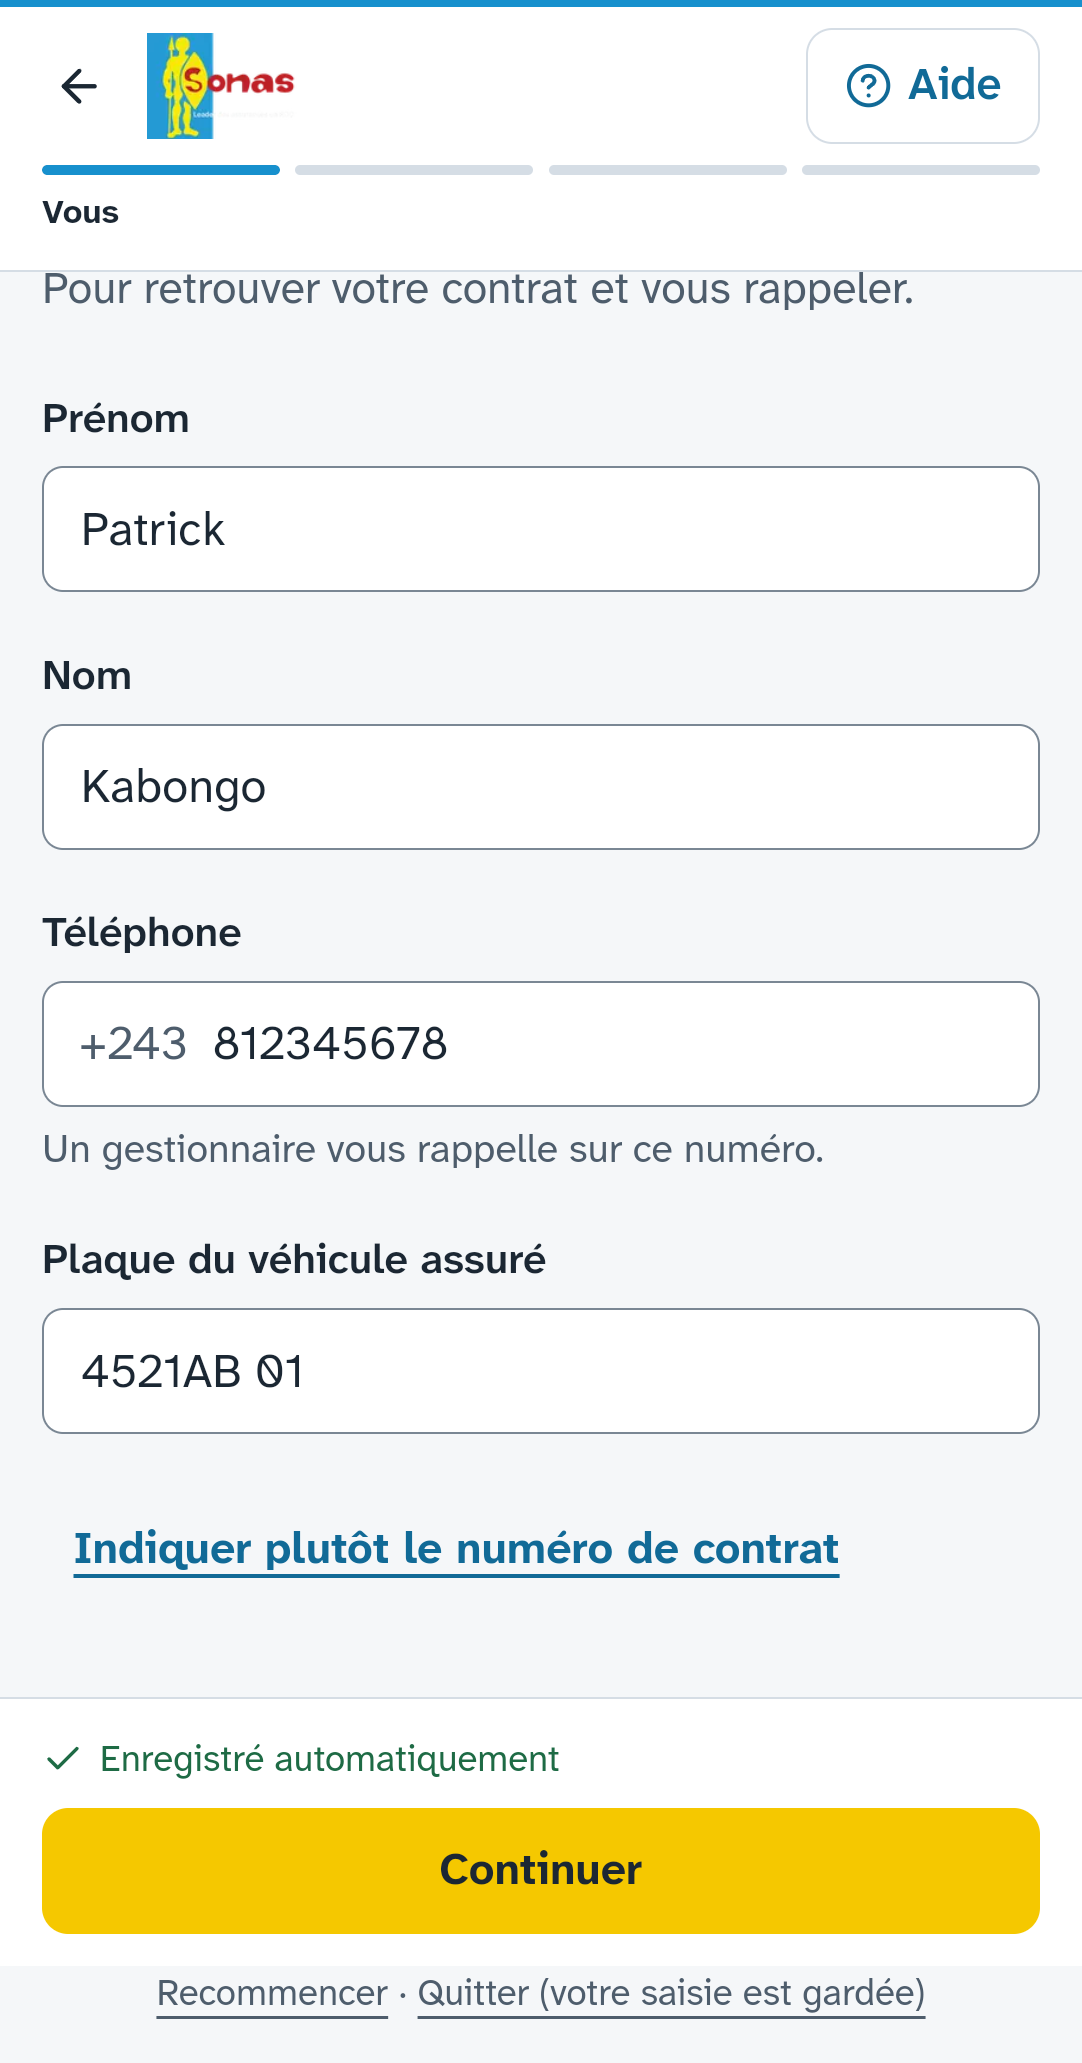 Sonas
Aide
Vous
Pour retrouver votre contrat et vous rappeler.
Prénom
Patrick
Nom
Kabongo
Téléphone
+243 812345678
Un gestionnaire vous rappelle sur ce numéro.
Plaque du véhicule assuré
4521AB 01
Indiquer plutôt le numéro de contrat
Enregistré automatiquement
Continuer
Recommencer · Quitter (votre saisie est gardée)